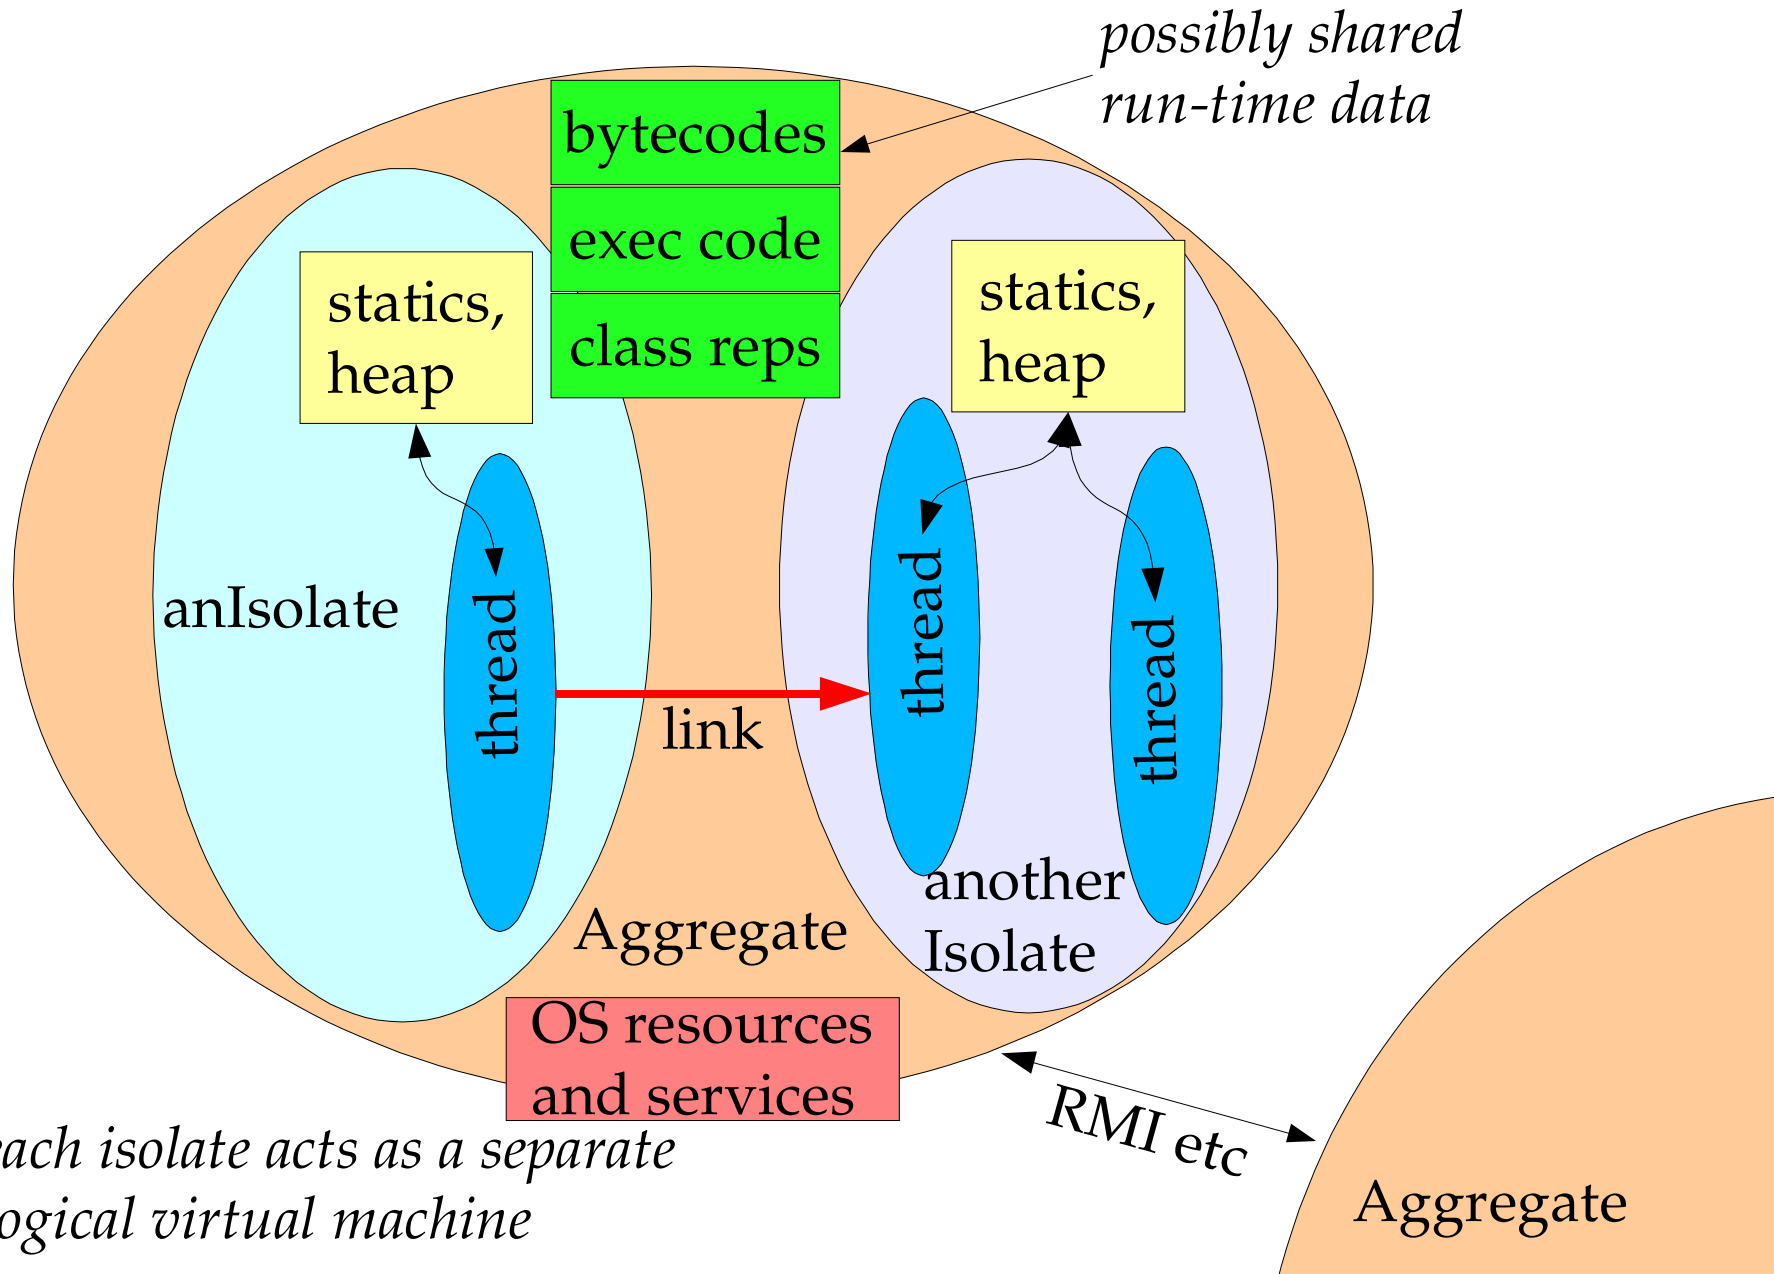 possibly shared
run-time data
bytecodes
exec code
class reps
statics,
heap
statics,
heap
anIsolate
thread
thread
thread
link
another
Isolate
Aggregate
OS resources
and services
RMI etc
Aggregate
each isolate acts as a separate
ogical virtual machine